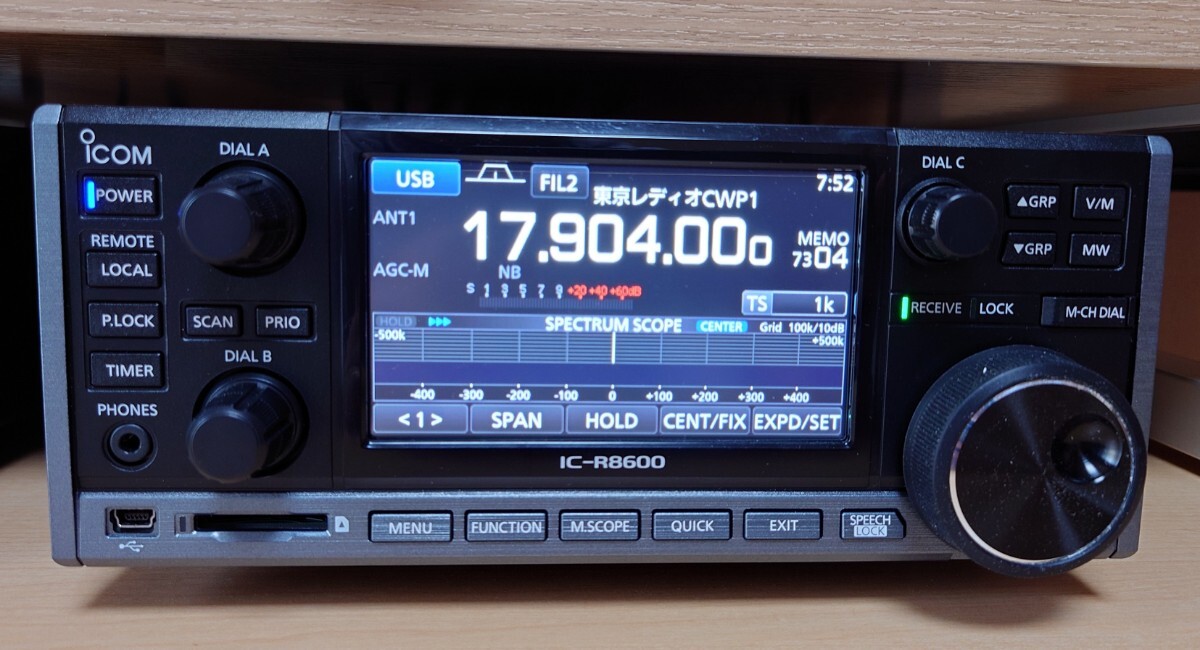 ICOM
DIAL A
POWER
REMOTE
LOCAL
P.LOCK
SCAN
PRIO
TIMER
DIAL B
PHONES
USB
FIL2
7:52
東京レディオCWP1
ANT1
17.904.000
MEMO
7304
AGC-M
NB
S 1 3 5 7 9 +20 +40 +60dB
TS 1k
HOLD
SPECTRUM SCOPE
CENTER
Grid 100k/10dB
-500k
+500k
-400 -300 -200 -100 0 +100 +200 +300 +400
<1> SPAN HOLD CENT/FIX EXPD/SET
IC-R8600
DIAL C
▲GRP V/M
▼GRP MW
RECEIVE LOCK M-CH DIAL
MENU FUNCTION M.SCOPE QUICK EXIT
SPEECH
LOCK